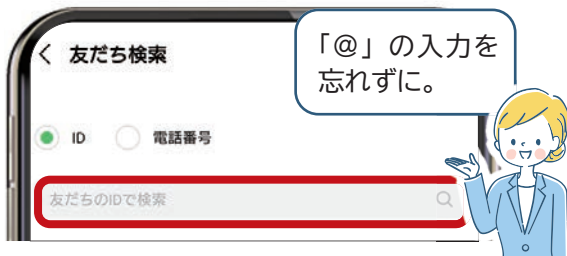 友だち検索
「@」の入力を
忘れずに。
ID 電話番号
友だちのIDで検索